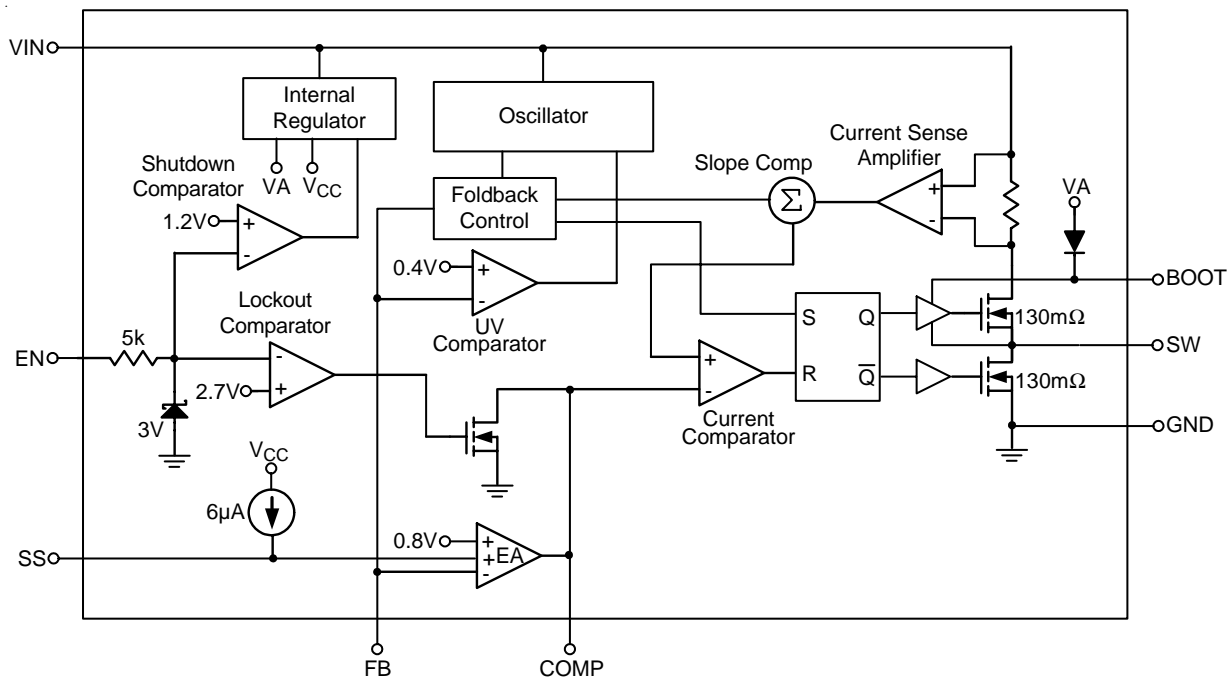 VIN
Internal
Regulator
Oscillator
Shutdown
Comparator
VA
VCC
Foldback
Control
Slope Comp
Σ
Current Sense
Amplifier
+
-
VA
1.2V
+
-
0.4V
+
-
UV
Comparator
BOOT
Lockout
Comparator
S
Q
130mΩ
EN
5k
-
+
2.7V
+
-
R
Q̅
SW
130mΩ
3V
Current
Comparator
GND
VCC
6µA
0.8V
+
+
-
EA
SS
FB
COMP